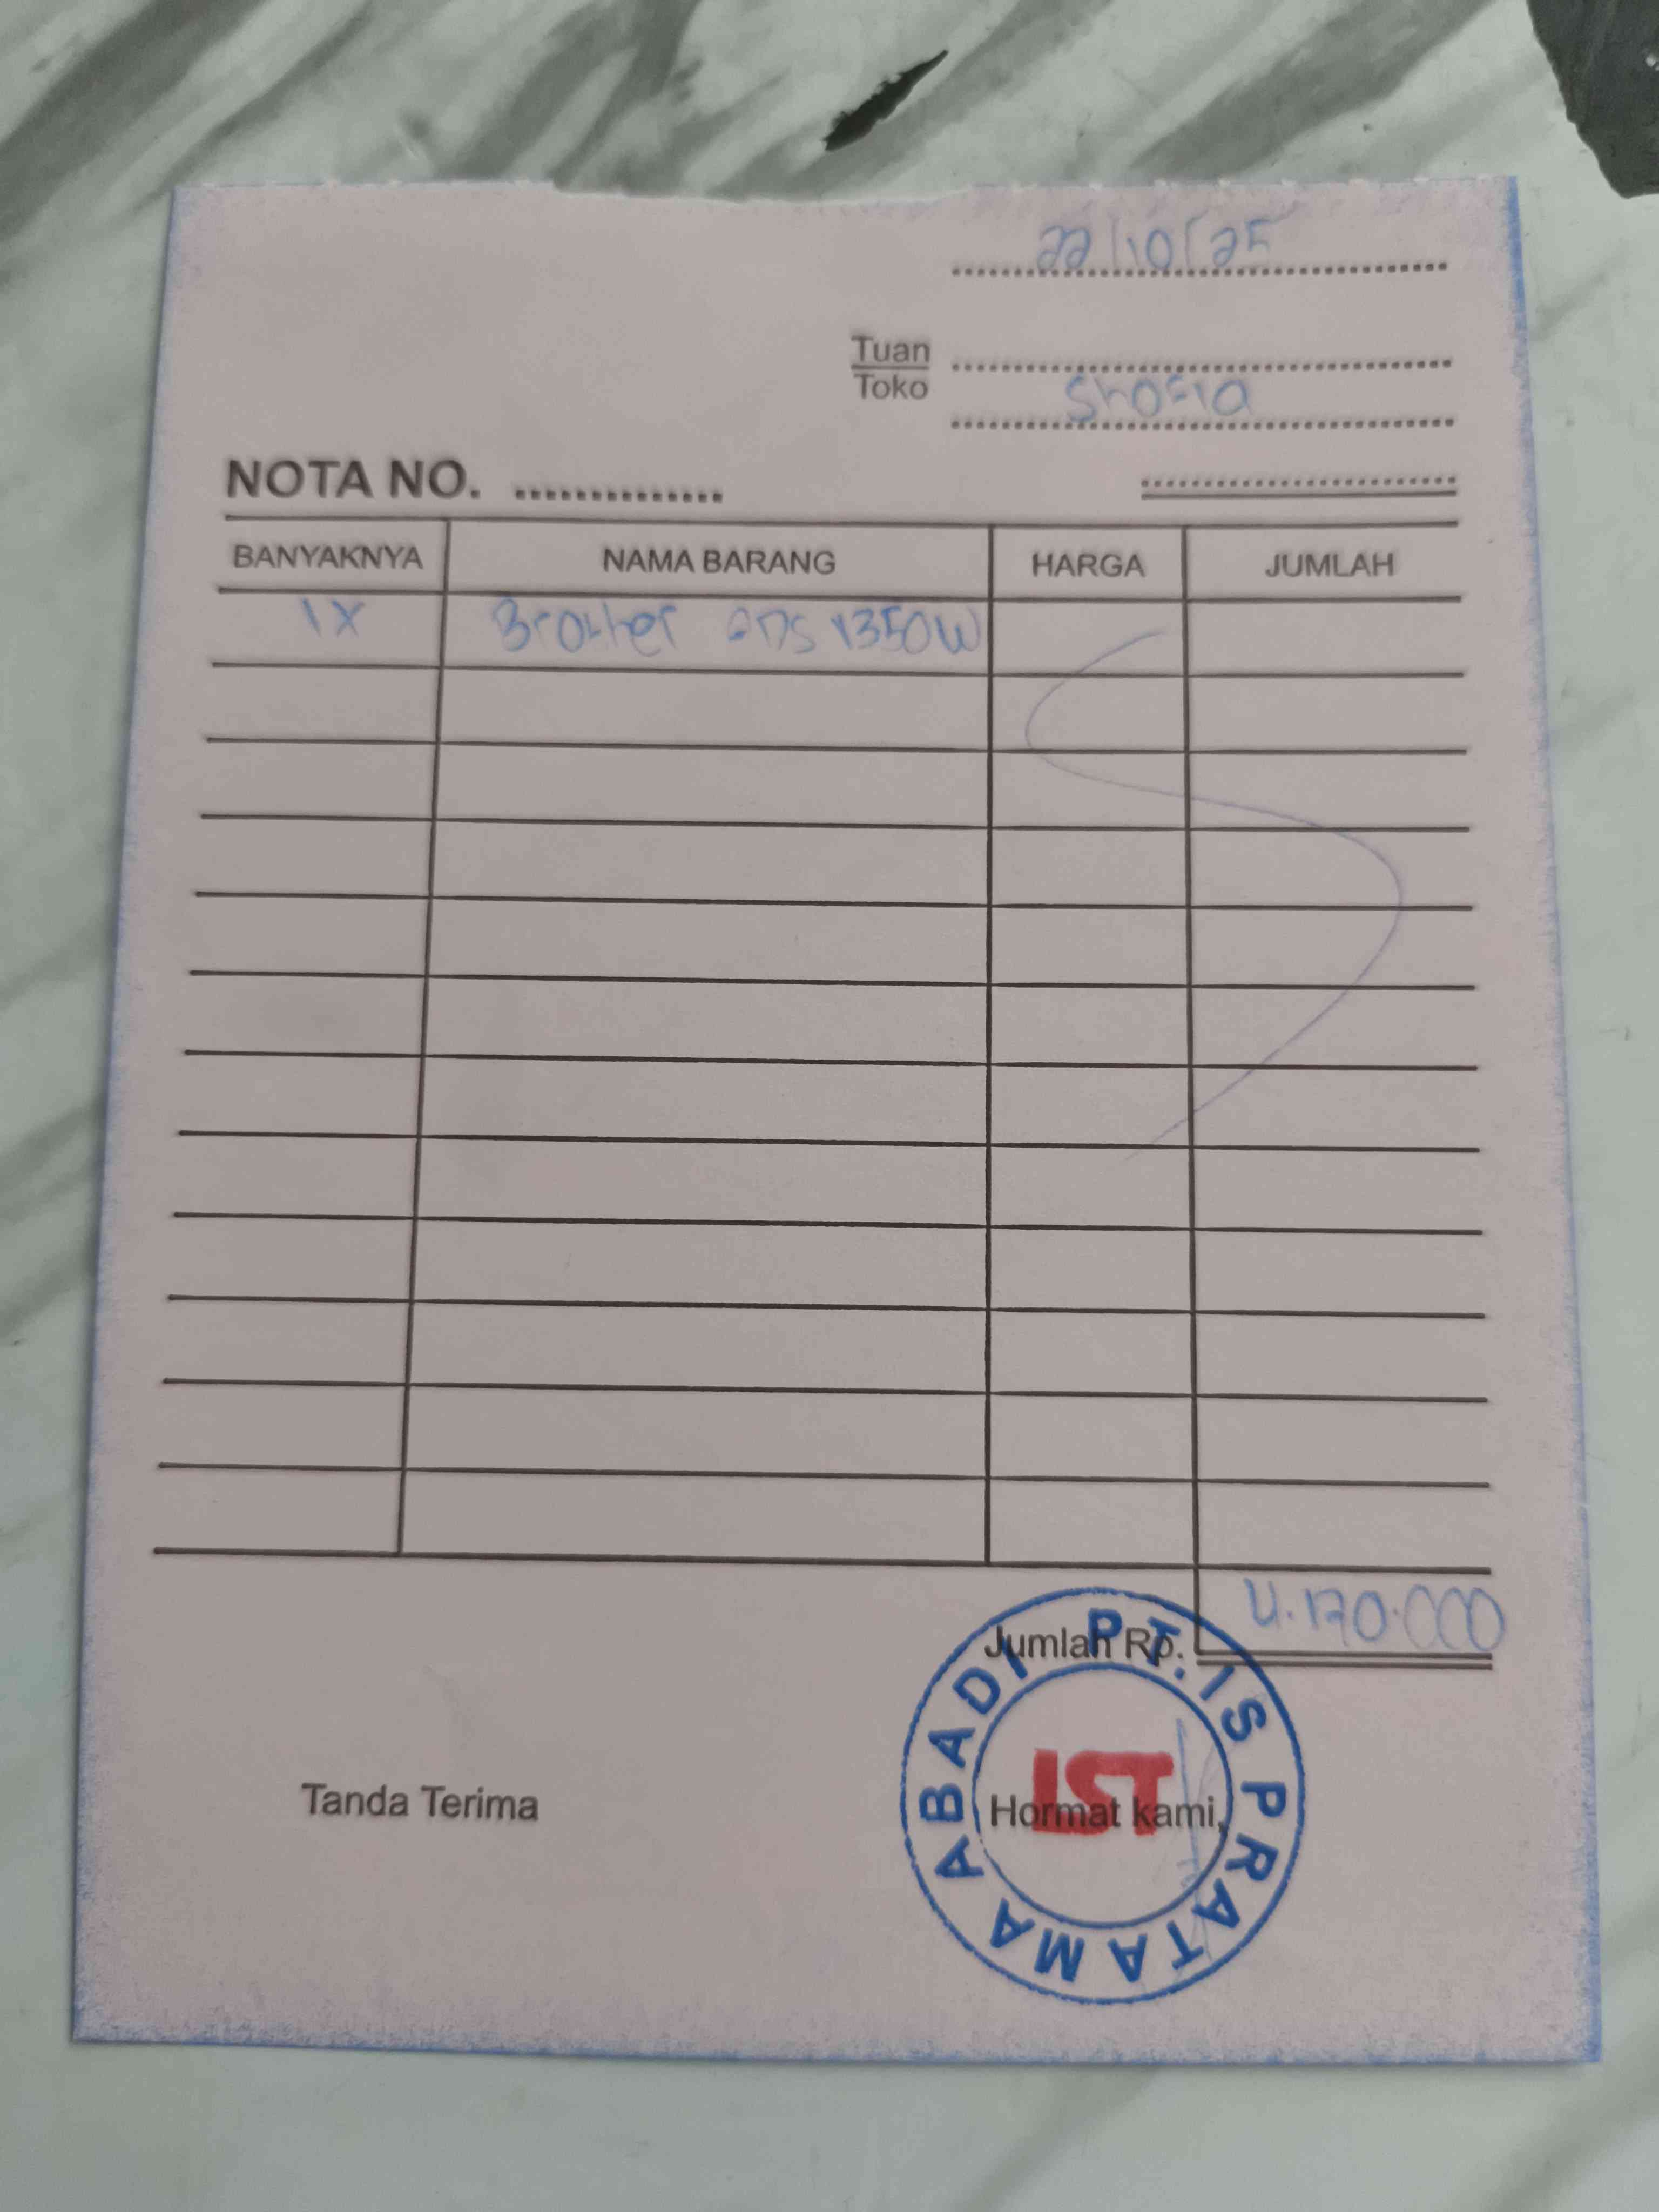 22/10/25
Tuan
Toko
Shofia
NOTA NO. ..............
BANYAKNYA NAMA BARANG HARGA JUMLAH
1X Brother ADS 1350W
Jumlah Rp. 4.170.000
Tanda Terima
Hormat kami,
PT. IS PRATAMA ABADI
IST